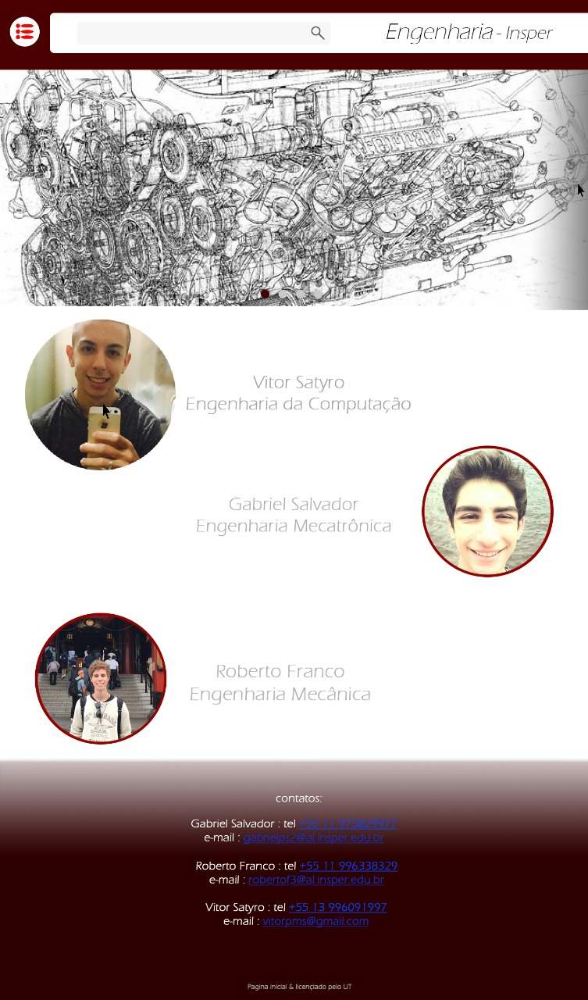 Engenharia - Insper
Ferrari
Vitor Satyro
Engenharia da Computação
Gabriel Salvador
Engenharia Mecatrônica
Roberto Franco
Engenharia Mecânica
contatos:
Gabriel Salvador : tel +55 11 975829977
e-mail : gabrielps2@al.insper.edu.br
Roberto Franco : tel +55 11 996338329
e-mail : robertof3@al.insper.edu.br
Vitor Satyro : tel +55 13 996091997
e-mail : vitorpms@gmail.com
Pagina inicial & licençiado pelo LIT